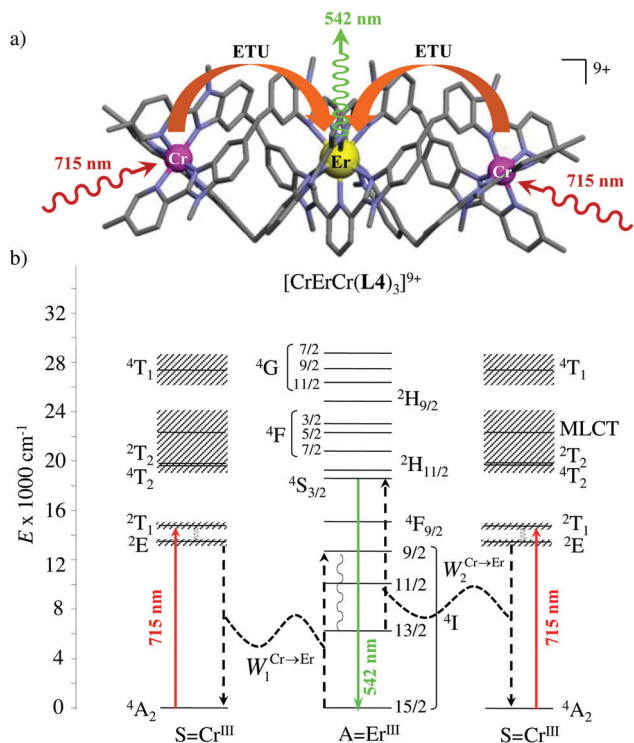 a)
542 nm
ETU
ETU
9+
Cr
Er
Cr
715 nm
715 nm
b)
[CrErCr(L4)₃]⁹⁺
E x 1000 cm⁻¹
32
28
24
20
16
12
8
4
0
⁴T₁
²T₂
⁴T₂
²T₁
²E
⁴A₂
715 nm
W₁ᶜʳ→ᴱʳ
S=Crᴵᴵᴵ
⁴G
7/2
9/2
11/2
²H₉/₂
⁴F
3/2
5/2
7/2
²H₁₁/₂
⁴S₃/₂
⁴F₉/₂
9/2
11/2
13/2
15/2
⁴I
542 nm
W₂ᶜʳ→ᴱʳ
A=Erᴵᴵᴵ
⁴T₁
MLCT
²T₂
⁴T₂
²T₁
²E
⁴A₂
715 nm
S=Crᴵᴵᴵ